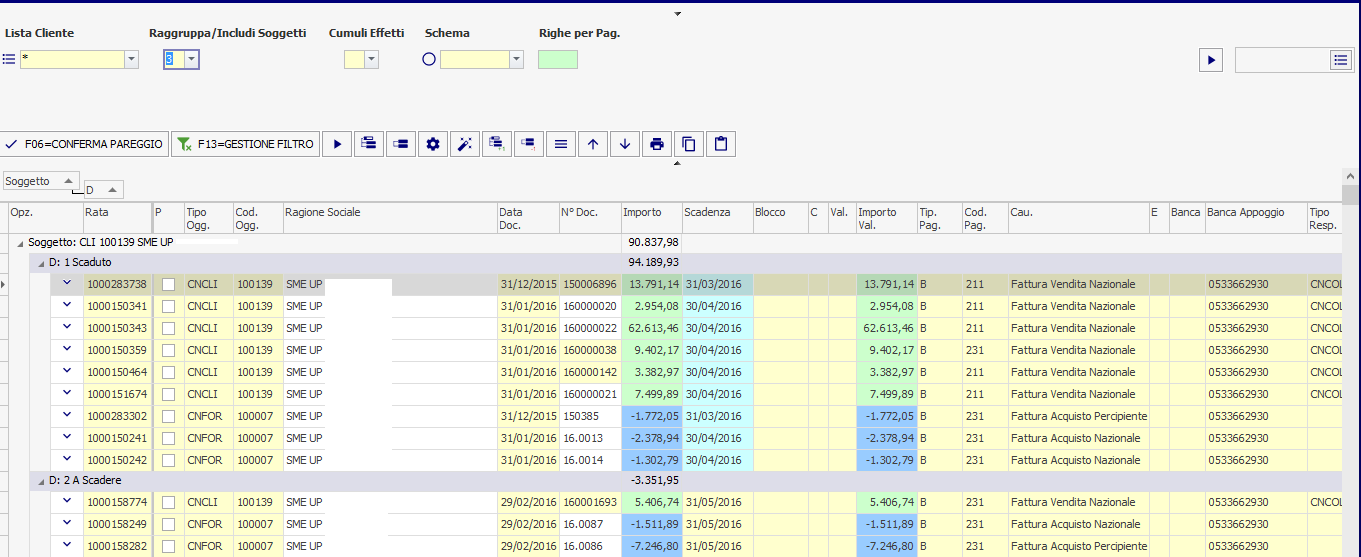 Lista Cliente Raggruppa/Includi Soggetti Cumuli Effetti Schema Righe per Pag.
* 3
F06=CONFERMA PAREGGIO F13=GESTIONE FILTRO
Soggetto
D
Opz. Rata P Tipo Ogg. Cod. Ogg. Ragione Sociale Data Doc. N° Doc. Importo Scadenza Blocco C Val. Importo Val. Tip. Pag. Cod. Pag. Cau. E Banca Banca Appoggio Tipo Resp.
Soggetto: CLI 100139 SME UP 90.837,98
D: 1 Scaduto 94.189,93
1000283738 CNCLI 100139 SME UP 31/12/2015 150006896 13.791,14 31/03/2016 13.791,14 B 211 Fattura Vendita Nazionale 0533662930 CNCOL
1000150341 CNCLI 100139 SME UP 31/01/2016 160000020 2.954,08 30/04/2016 2.954,08 B 211 Fattura Vendita Nazionale 0533662930 CNCOL
1000150343 CNCLI 100139 SME UP 31/01/2016 160000022 62.613,46 30/04/2016 62.613,46 B 211 Fattura Vendita Nazionale 0533662930 CNCOL
1000150359 CNCLI 100139 SME UP 31/01/2016 160000038 9.402,17 30/04/2016 9.402,17 B 231 Fattura Vendita Nazionale 0533662930 CNCOL
1000150464 CNCLI 100139 SME UP 31/01/2016 160000142 3.382,97 30/04/2016 3.382,97 B 211 Fattura Vendita Nazionale 0533662930 CNCOL
1000151674 CNCLI 100139 SME UP 31/01/2016 160000021 7.499,89 30/04/2016 7.499,89 B 211 Fattura Vendita Nazionale 0533662930 CNCOL
1000283302 CNFOR 100007 SME UP 31/12/2015 150385 -1.772,05 31/03/2016 -1.772,05 B 231 Fattura Acquisto Percipiente 0533662930
1000150241 CNFOR 100007 SME UP 31/01/2016 16.0013 -2.378,94 30/04/2016 -2.378,94 B 231 Fattura Acquisto Nazionale 0533662930
1000150242 CNFOR 100007 SME UP 31/01/2016 16.0014 -1.302,79 30/04/2016 -1.302,79 B 231 Fattura Acquisto Nazionale 0533662930
D: 2 A Scadere -3.351,95
1000158774 CNCLI 100139 SME UP 29/02/2016 160001693 5.406,74 31/05/2016 5.406,74 B 231 Fattura Vendita Nazionale 0533662930 CNCOL
1000158249 CNFOR 100007 SME UP 29/02/2016 16.0087 -1.511,89 31/05/2016 -1.511,89 B 231 Fattura Acquisto Nazionale 0533662930
1000158282 CNFOR 100007 SME UP 29/02/2016 16.0086 -7.246,80 31/05/2016 -7.246,80 B 231 Fattura Acquisto Percipiente 0533662930